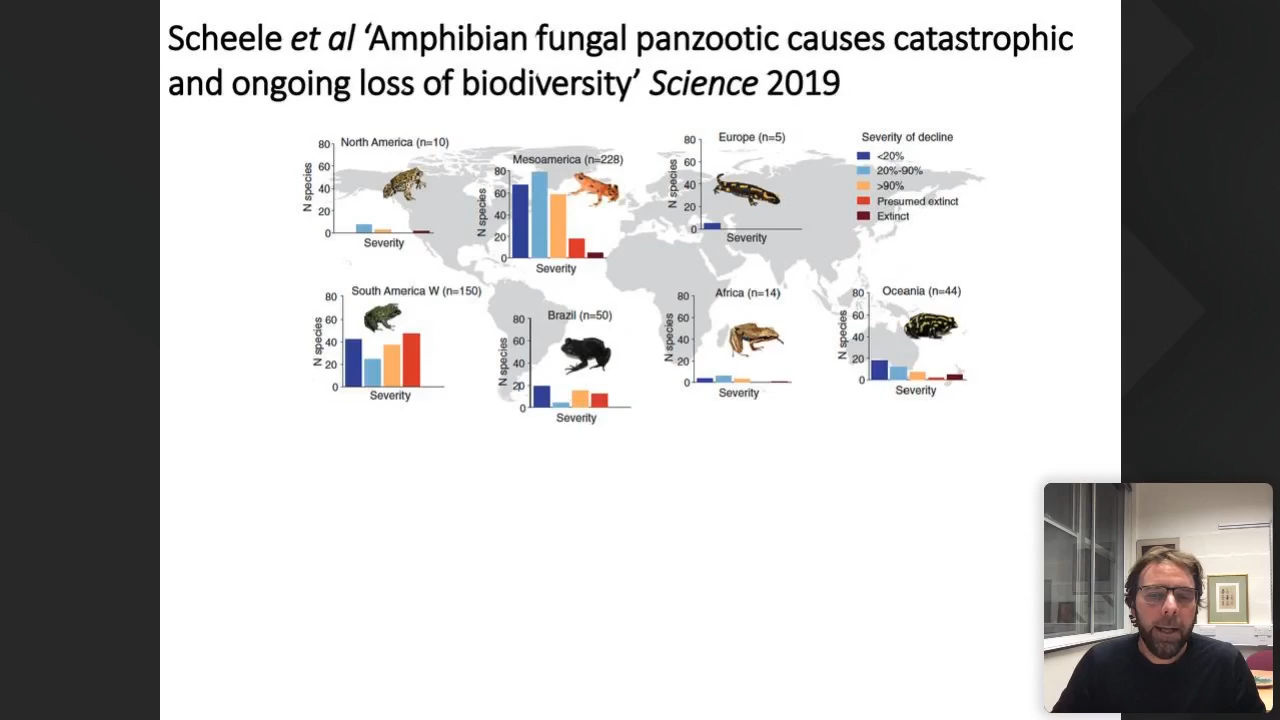 Scheele et al ‘Amphibian fungal panzootic causes catastrophic
and ongoing loss of biodiversity’ Science 2019
North America (n=10)
80
60
40
20
0
N species
Severity
Mesoamerica (n=228)
80
60
40
20
0
N species
Severity
Europe (n=5)
80
60
40
20
0
N species
Severity
Severity of decline
<20%
20%-90%
>90%
Presumed extinct
Extinct
South America W (n=150)
80
60
40
20
0
N species
Severity
Brazil (n=50)
80
60
40
20
0
N species
Severity
Africa (n=14)
80
60
40
20
0
N species
Severity
Oceania (n=44)
80
60
40
20
0
N species
Severity